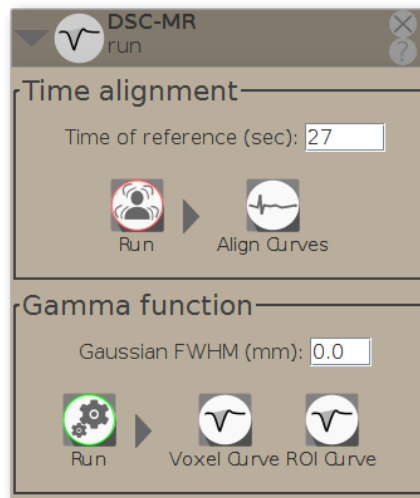 DSC-MR
run
?
Time alignment
Time of reference (sec): 27
Run
Align Curves
Gamma function
Gaussian FWHM (mm): 0.0
Run
Voxel Curve
ROI Curve